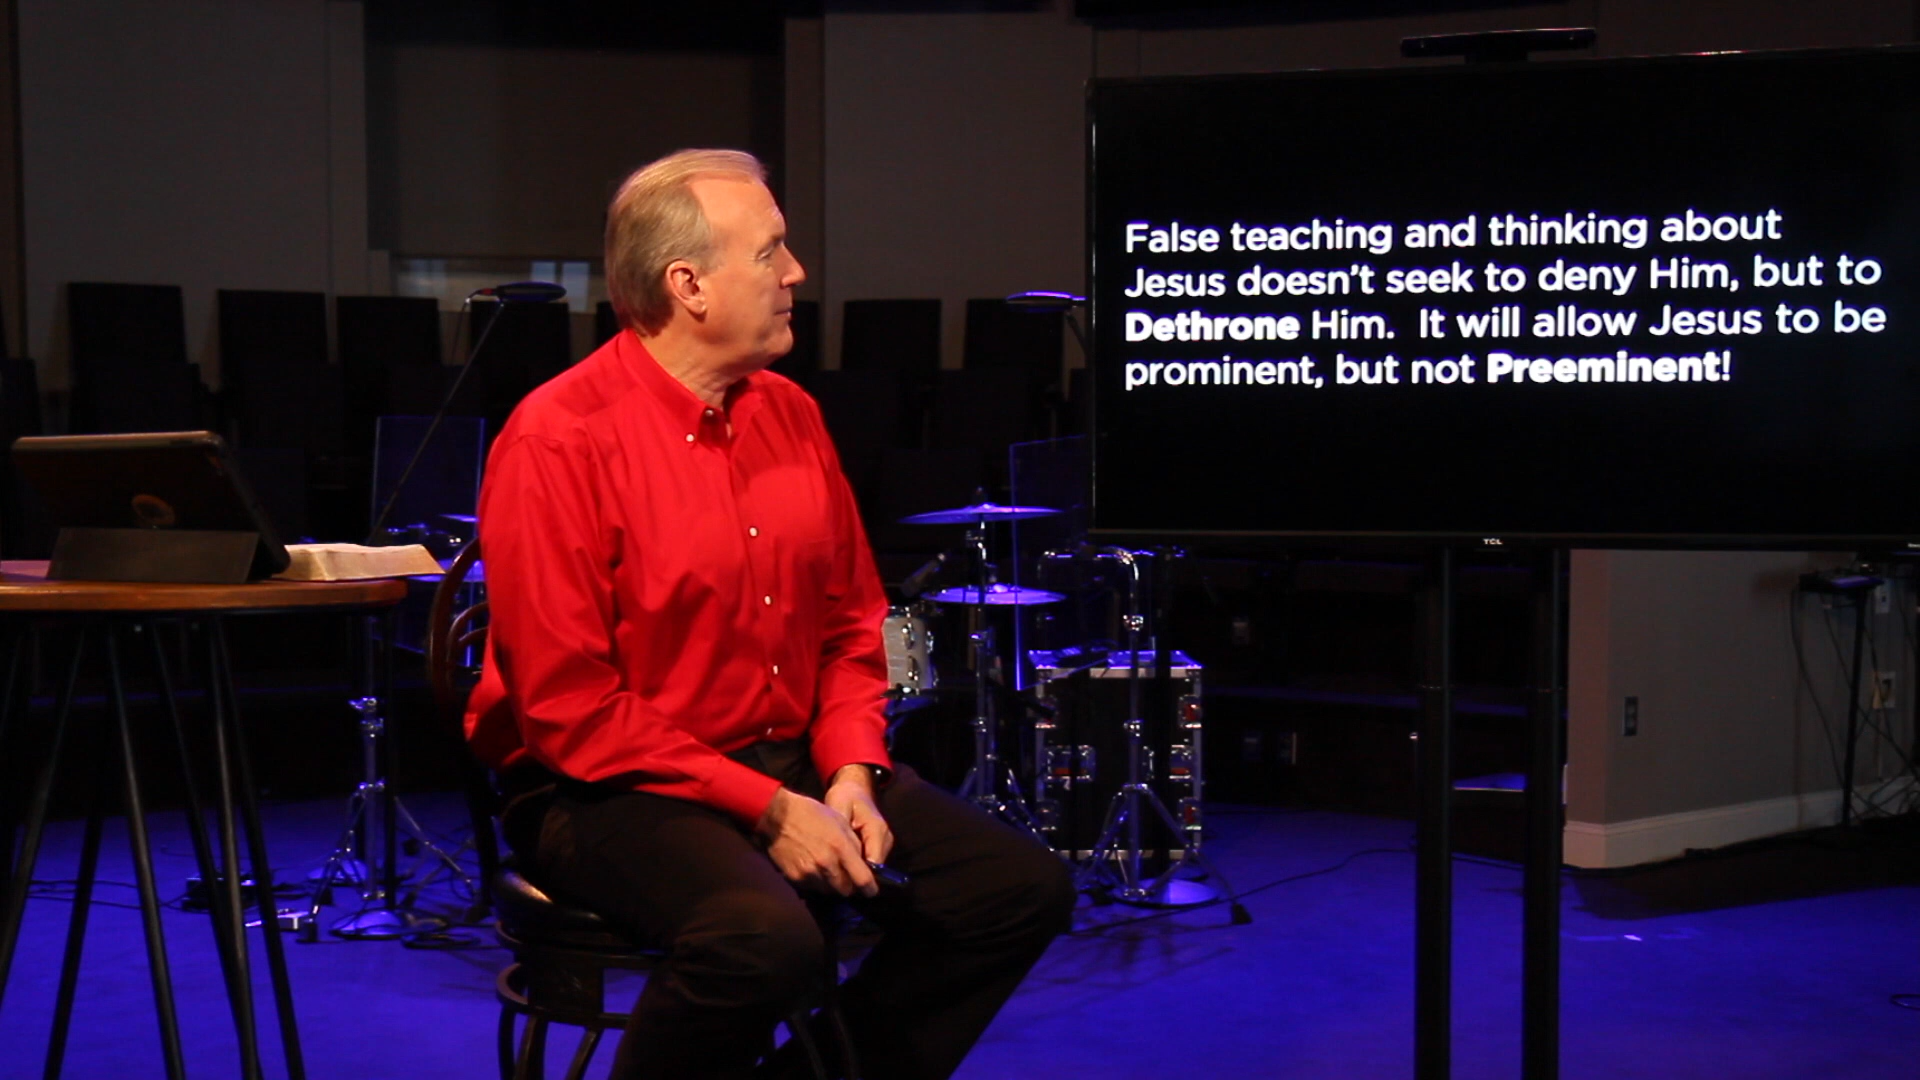 False teaching and thinking about
Jesus doesn't seek to deny Him, but to
Dethrone Him. It will allow Jesus to be
prominent, but not Preeminent!
TCL